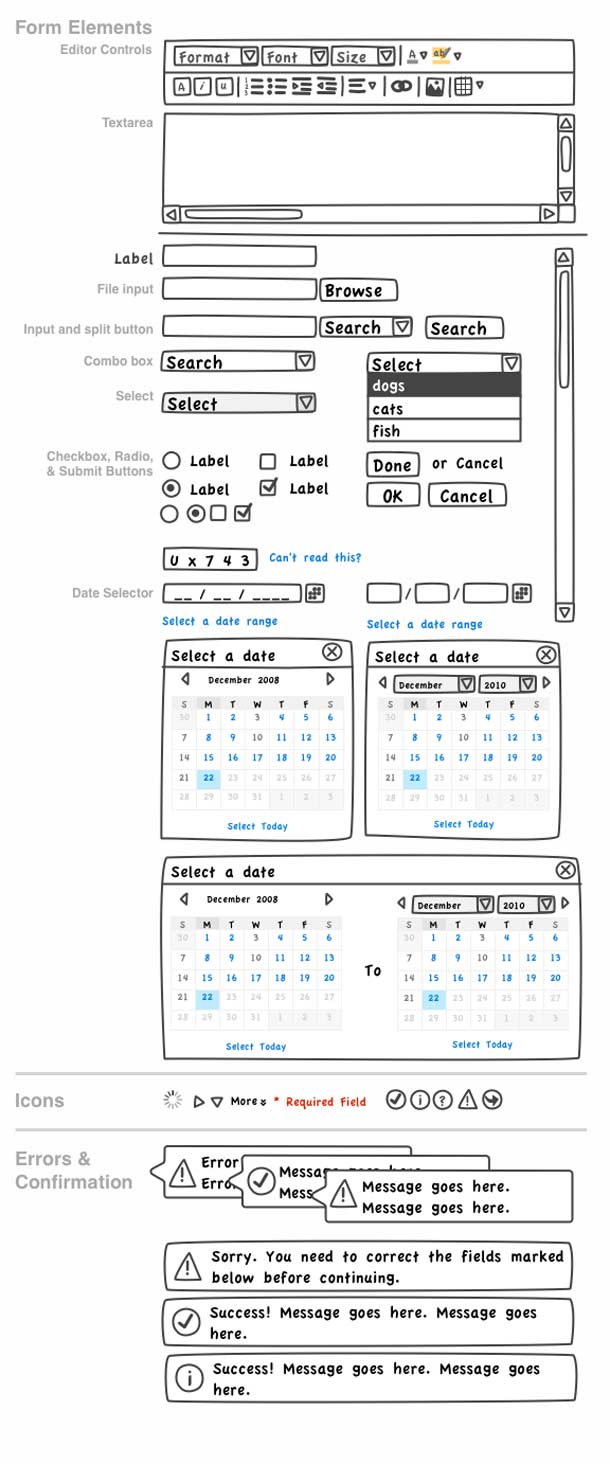 Form Elements
Editor Controls
Format Font Size A ab
A i u 1 2 3
Textarea
Label
File input Browse
Input and split button Search Search
Combo box Search Select
dogs
Select Select cats
fish
Checkbox, Radio,
& Submit Buttons
Label Label Done or Cancel
Label Label OK Cancel
U x 7 4 3 Can't read this?
Date Selector __ / __ / ____ / /
Select a date range Select a date range
Select a date
December 2008
S M T W T F S
30 1 2 3 4 5 6
7 8 9 10 11 12 13
14 15 16 17 18 19 20
21 22 23 24 25 26 27
28 29 30 31 1 2 3
Select Today
Select a date
December 2010
S M T W T F S
30 1 2 3 4 5 6
7 8 9 10 11 12 13
14 15 16 17 18 19 20
21 22 23 24 25 26 27
28 29 30 31 1 2 3
Select Today
Select a date
December 2008
S M T W T F S
30 1 2 3 4 5 6
7 8 9 10 11 12 13
14 15 16 17 18 19 20
21 22 23 24 25 26 27
28 29 30 31 1 2 3
Select Today
To
December 2010
S M T W T F S
30 1 2 3 4 5 6
7 8 9 10 11 12 13
14 15 16 17 18 19 20
21 22 23 24 25 26 27
28 29 30 31 1 2 3
Select Today
Icons More * Required Field i ? !
Errors &
Confirmation
! Error
Erro
Message goes here.
Mess
! Message goes here.
Message goes here.
! Sorry. You need to correct the fields marked
below before continuing.
Success! Message goes here. Message goes
here.
i Success! Message goes here. Message goes
here.